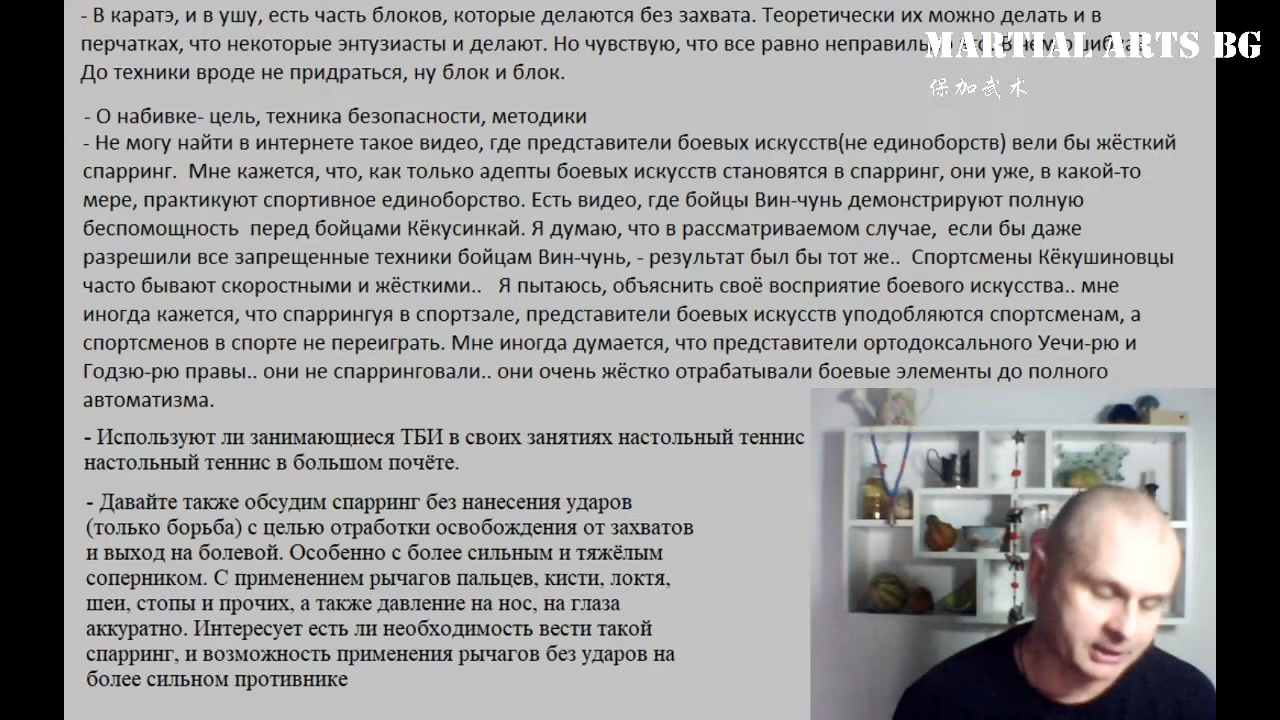 - В каратэ, и в ушу, есть часть блоков, которые делаются без захвата. Теоретически их можно делать и в
перчатках, что некоторые энтузиасты и делают. Но чувствую, что все равно
До техники вроде не придраться, ну блок и блок.
MARTIAL ARTS BG
保加武术
- О набивке- цель, техника безопасности, методики
- Не могу найти в интернете такое видео, где представители боевых искусств(не единоборств) вели бы жёсткий
спарринг.  Мне кажется, что, как только адепты боевых искусств становятся в спарринг, они уже, в какой-то
мере, практикуют спортивное единоборство. Есть видео, где бойцы Вин-чунь демонстрируют полную
беспомощность  перед бойцами Кёкусинкай. Я думаю, что в рассматриваемом случае,  если бы даже
разрешили все запрещенные техники бойцам Вин-чунь, - результат был бы тот же..  Спортсмены Кёкушиновцы
часто бывают скоростными и жёсткими..   Я пытаюсь, объяснить своё восприятие боевого искусства.. мне
иногда кажется, что спаррингуя в спортзале, представители боевых искусств уподобляются спортсменам, а
спортсменов в спорте не переиграть. Мне иногда думается, что представители ортодоксального Уечи-рю и
Годзю-рю правы.. они не спарринговали.. они очень жёстко отрабатывали боевые элементы до полного
автоматизма.
- Используют ли занимающиеся ТБИ в своих занятиях настольный теннис
настольный теннис в большом почёте.
- Давайте также обсудим спарринг без нанесения ударов
(только борьба) с целью отработки освобождения от захватов
и выход на болевой. Особенно с более сильным и тяжёлым
соперником. С применением рычагов пальцев, кисти, локтя,
шеи, стопы и прочих, а также давление на нос, на глаза
аккуратно. Интересует есть ли необходимость вести такой
спарринг, и возможность применения рычагов без ударов на
более сильном противнике